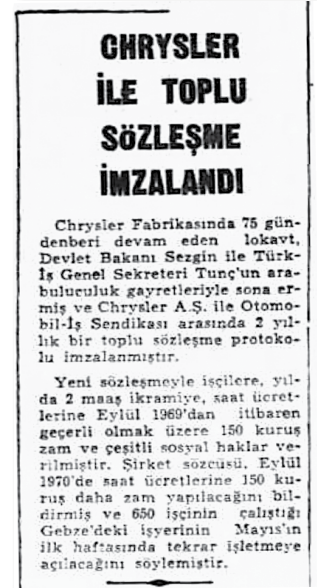 CHRYSLER
İLE TOPLU
SÖZLEŞME
İMZALANDI
Chrysler Fabrikasında 75 gün-
denberi devam eden lokavt,
Devlet Bakanı Sezgin ile Türk-
İş Genel Sekreteri Tunç'un ara-
buluculuk gayretleriyle sona er-
miş ve Chrysler A.Ş. ile Otomo-
bil-İş Sendikası arasında 2 yıl-
lık bir toplu sözleşme protoko-
lu imzalanmıştır.
Yeni sözleşmeyle işçilere, yıl-
da 2 maaş ikramiye, saat ücret-
lerine Eylül 1969'dan itibaren
geçerli olmak üzere 150 kuruş
zam ve çeşitli sosyal haklar ve-
rilmiştir. Şirket sözcüsü, Eylül
1970'de saat ücretlerine 150 ku-
ruş daha zam yapılacağını bil-
dirmiş ve 650 işçinin çalıştığı
Gebze'deki işyerinin Mayıs'ın
ilk haftasında tekrar işletmeye
açılacağını söylemiştir.